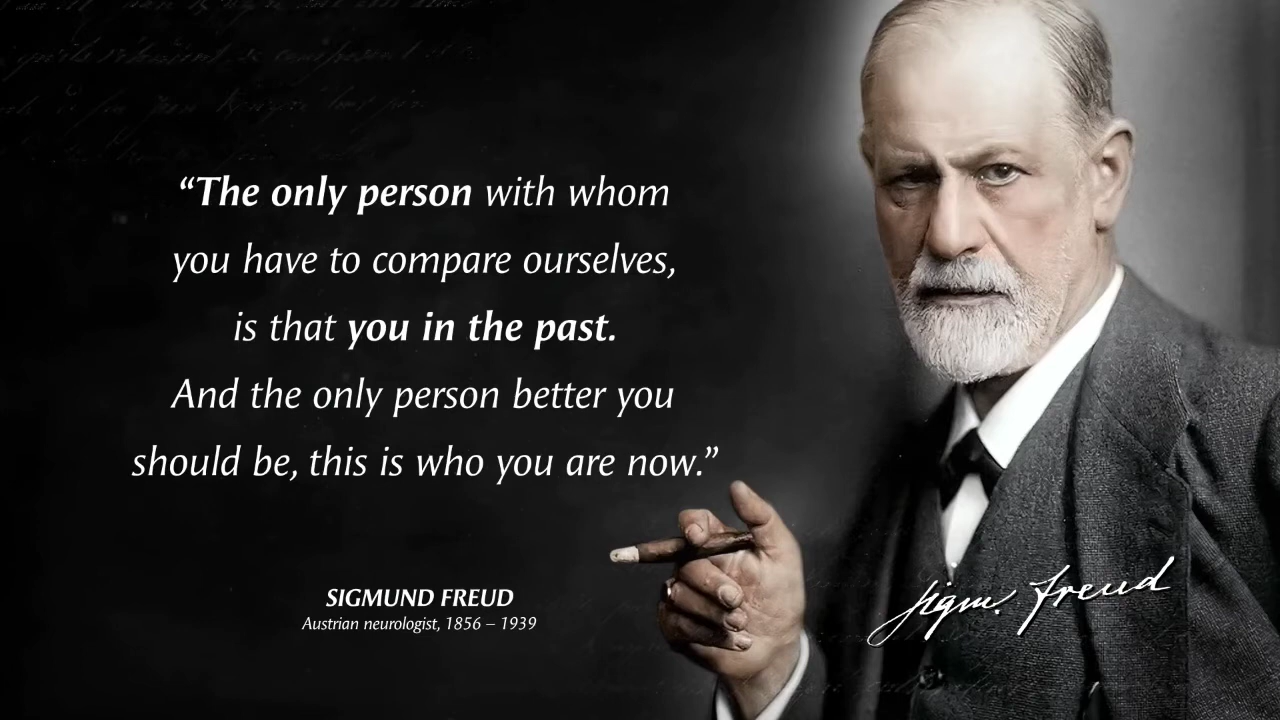 “The only person with whom
you have to compare ourselves,
is that you in the past.
And the only person better you
should be, this is who you are now.”
SIGMUND FREUD
Austrian neurologist, 1856 – 1939
Sigm. Freud